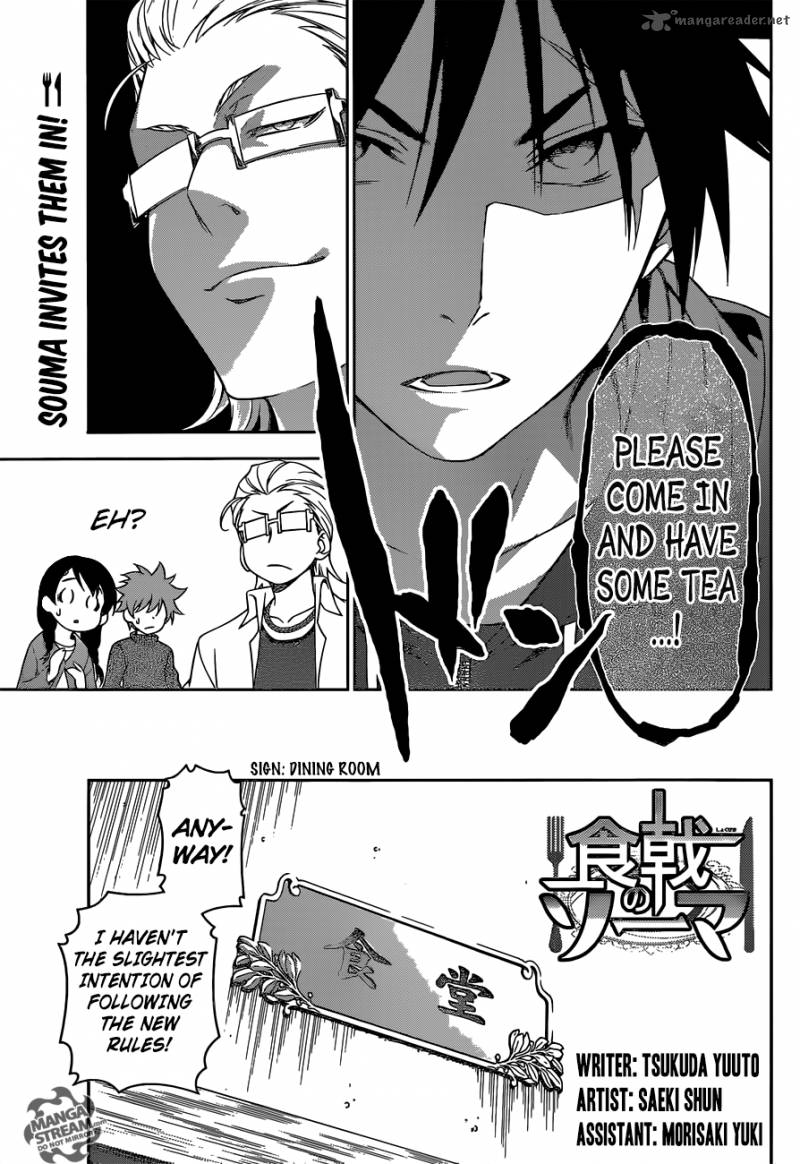 mangareader.net
SOUMA INVITES THEM IN!
PLEASE
COME IN
AND HAVE
SOME TEA
...!
ドン
EH?
SIGN: DINING ROOM
ANY-
WAY!
I HAVEN'T
THE SLIGHTEST
INTENTION OF
FOLLOWING
THE NEW
RULES!
食堂
食戟の
ソーマ
WRITER: TSUKUDA YUUTO
ARTIST: SAEKI SHUN
ASSISTANT: MORISAKI YUKI
MANGA
STREAM
DO NOT MIRROR